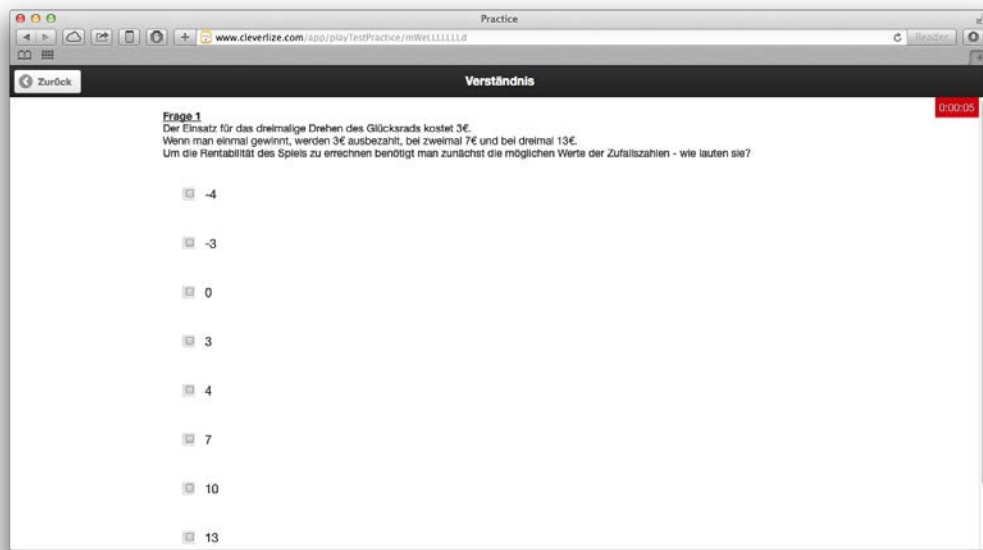 Practice
www.cleverlize.com/app/playTestPractice/mWeLLLLLLd
Reader
Zurück
Verständnis
0:00:05
Frage 1
Der Einsatz für das dreimalige Drehen des Glücksrads kostet 3€.
Wenn man einmal gewinnt, werden 3€ ausbezahlt, bei zweimal 7€ und bei dreimal 13€.
Um die Rentabilität des Spiels zu errechnen benötigt man zunächst die möglichen Werte der Zufallszahlen - wie lauten sie?
-4
-3
0
3
4
7
10
13